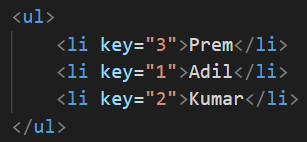 <ul>
    <li key="3">Prem</li>
    <li key="1">Adil</li>
    <li key="2">Kumar</li>
</ul>